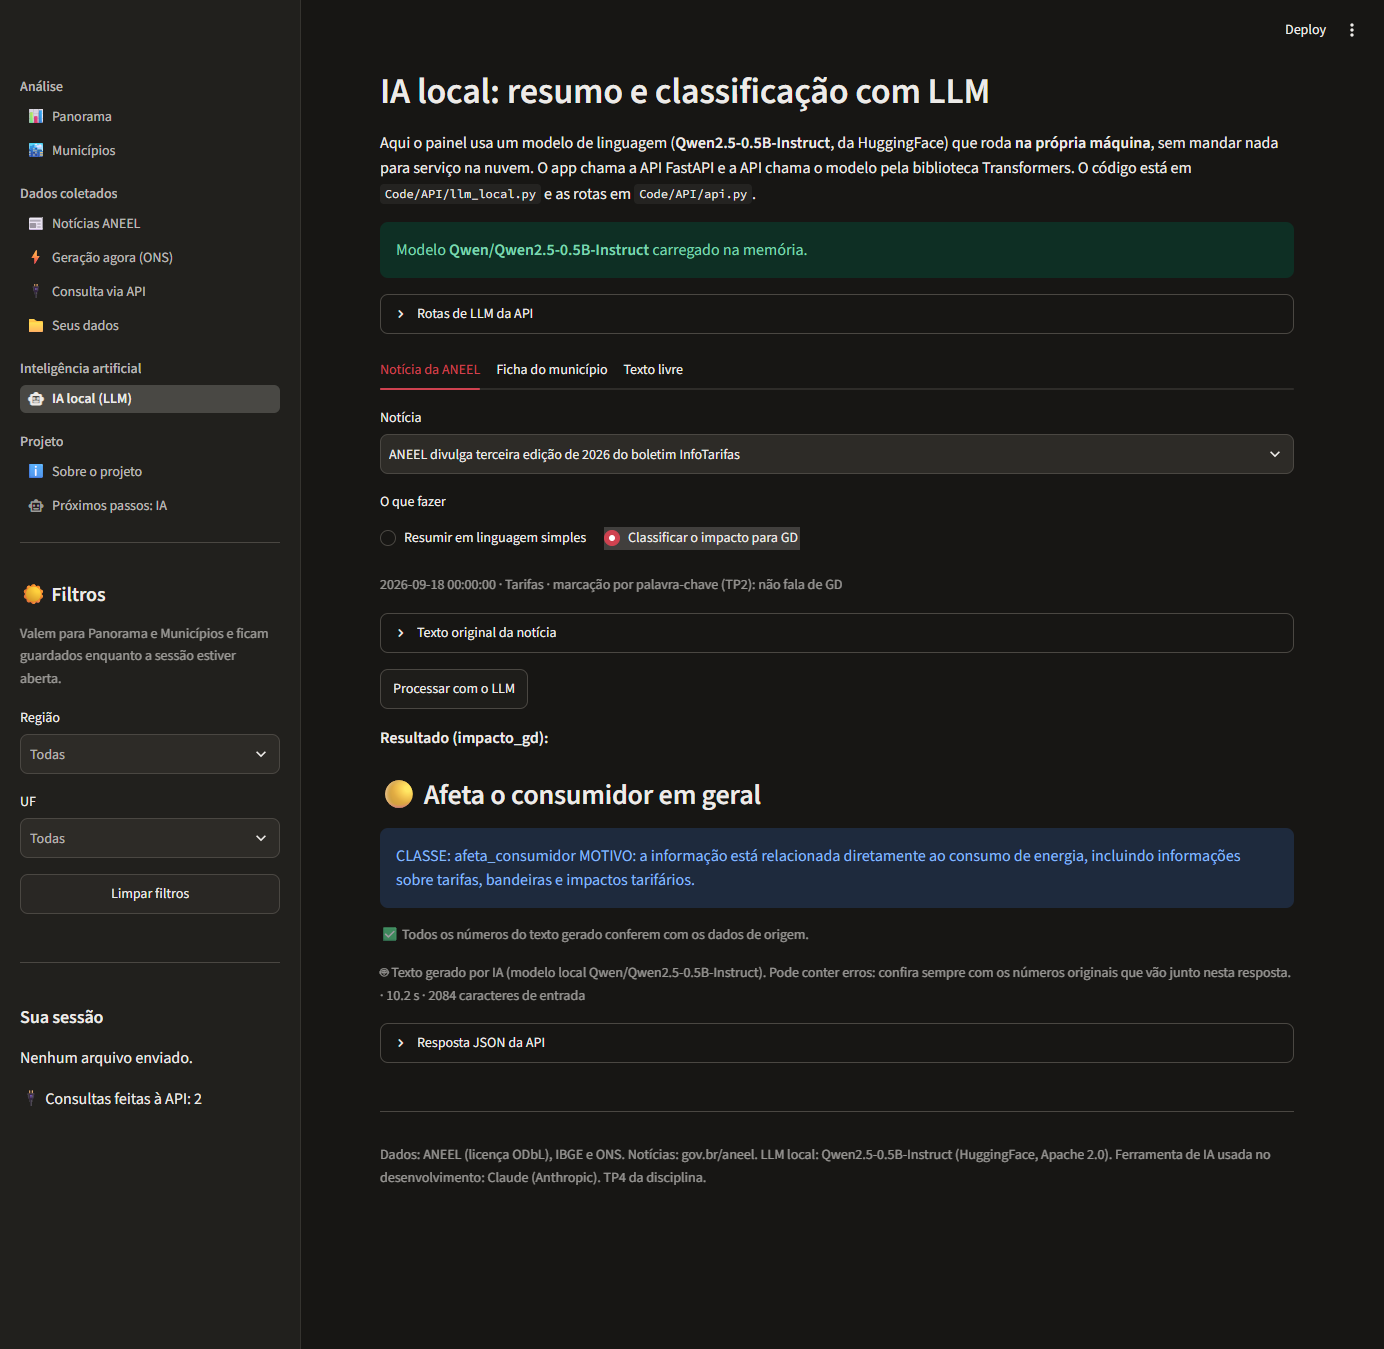 Deploy
Análise
Panorama
Municípios
Dados coletados
Notícias ANEEL
Geração agora (ONS)
Consulta via API
Seus dados
Inteligência artificial
IA local (LLM)
Projeto
Sobre o projeto
Próximos passos: IA
Filtros
Valem para Panorama e Municípios e ficam
guardados enquanto a sessão estiver
aberta.
Região
Todas
UF
Todas
Limpar filtros
Sua sessão
Nenhum arquivo enviado.
Consultas feitas à API: 2
IA local: resumo e classificação com LLM
Aqui o painel usa um modelo de linguagem (Qwen2.5-0.5B-Instruct, da HuggingFace) que roda na própria máquina, sem mandar nada
para serviço na nuvem. O app chama a API FastAPI e a API chama o modelo pela biblioteca Transformers. O código está em
Code/API/llm_local.py e as rotas em Code/API/api.py.
Modelo Qwen/Qwen2.5-0.5B-Instruct carregado na memória.
Rotas de LLM da API
Notícia da ANEEL Ficha do município Texto livre
Notícia
ANEEL divulga terceira edição de 2026 do boletim InfoTarifas
O que fazer
Resumir em linguagem simples Classificar o impacto para GD
2026-09-18 00:00:00 · Tarifas · marcação por palavra-chave (TP2): não fala de GD
Texto original da notícia
Processar com o LLM
Resultado (impacto_gd):
Afeta o consumidor em geral
CLASSE: afeta_consumidor MOTIVO: a informação está relacionada diretamente ao consumo de energia, incluindo informações
sobre tarifas, bandeiras e impactos tarifários.
Todos os números do texto gerado conferem com os dados de origem.
Texto gerado por IA (modelo local Qwen/Qwen2.5-0.5B-Instruct). Pode conter erros: confira sempre com os números originais que vão junto nesta resposta.
· 10.2 s · 2084 caracteres de entrada
Resposta JSON da API
Dados: ANEEL (licença ODbL), IBGE e ONS. Notícias: gov.br/aneel. LLM local: Qwen2.5-0.5B-Instruct (HuggingFace, Apache 2.0). Ferramenta de IA usada no
desenvolvimento: Claude (Anthropic). TP4 da disciplina.